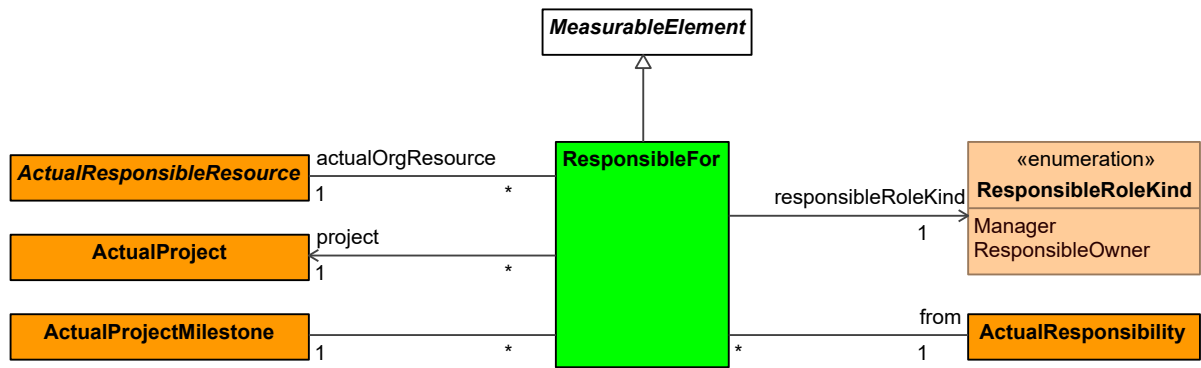 MeasurableElement
actualOrgResource
ActualResponsibleResource
1
*
project
ActualProject
1
*
ActualProjectMilestone
1
*
ResponsibleFor
responsibleRoleKind
1
«enumeration»
ResponsibleRoleKind
Manager
ResponsibleOwner
from
*
1
ActualResponsibility